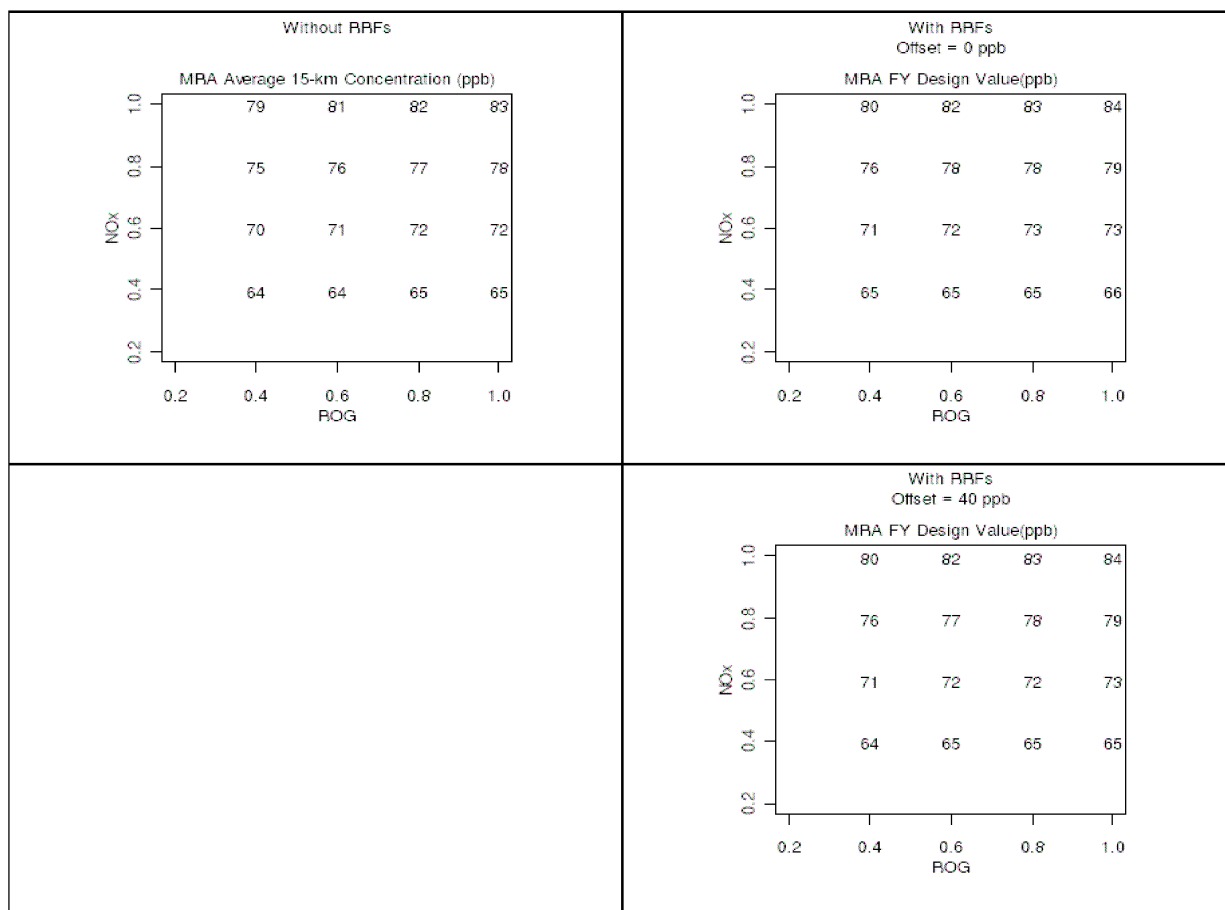 Without RRFs
MRA Average 15-km Concentration (ppb)
1.0 79 81 82 83
0.8 75 76 77 78
NOx
0.6 70 71 72 72
0.4 64 64 65 65
0.2
0.2 0.4 0.6 0.8 1.0
ROG
With RRFs
Offset = 0 ppb
MRA FY Design Value(ppb)
1.0 80 82 83 84
0.8 76 78 78 79
NOx
0.6 71 72 73 73
0.4 65 65 65 66
0.2
0.2 0.4 0.6 0.8 1.0
ROG
With RRFs
Offset = 40 ppb
MRA FY Design Value(ppb)
1.0 80 82 83 84
0.8 76 77 78 79
NOx
0.6 71 72 72 73
0.4 64 65 65 65
0.2
0.2 0.4 0.6 0.8 1.0
ROG